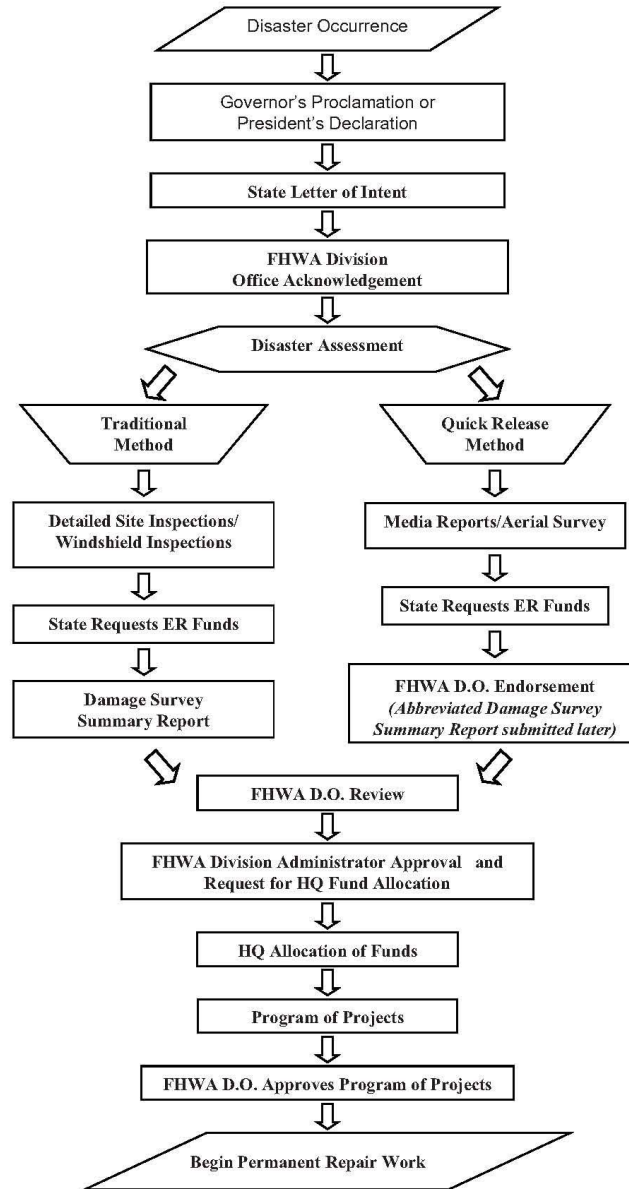 Disaster Occurrence
Governor's Proclamation or
President's Declaration
State Letter of Intent
FHWA Division
Office Acknowledgement
Disaster Assessment
Traditional
Method
Detailed Site Inspections/
Windshield Inspections
State Requests ER Funds
Damage Survey
Summary Report
Quick Release
Method
Media Reports/Aerial Survey
State Requests ER Funds
FHWA D.O. Endorsement
(Abbreviated Damage Survey
Summary Report submitted later)
FHWA D.O. Review
FHWA Division Administrator Approval and
Request for HQ Fund Allocation
HQ Allocation of Funds
Program of Projects
FHWA D.O. Approves Program of Projects
Begin Permanent Repair Work